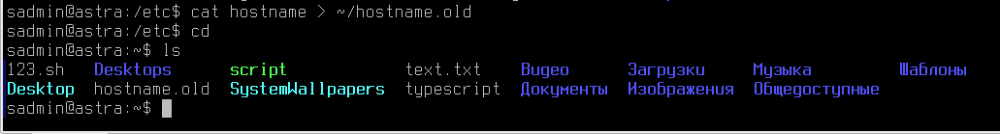 sadmin@astra:/etc$ cat hostname > ~/hostname.old
sadmin@astra:/etc$ cd
sadmin@astra:~$ ls
123.sh Desktops script text.txt Видео Загрузки Музыка Шаблоны
Desktop hostname.old SystemWallpapers typescript Документы Изображения Общедоступные
sadmin@astra:~$